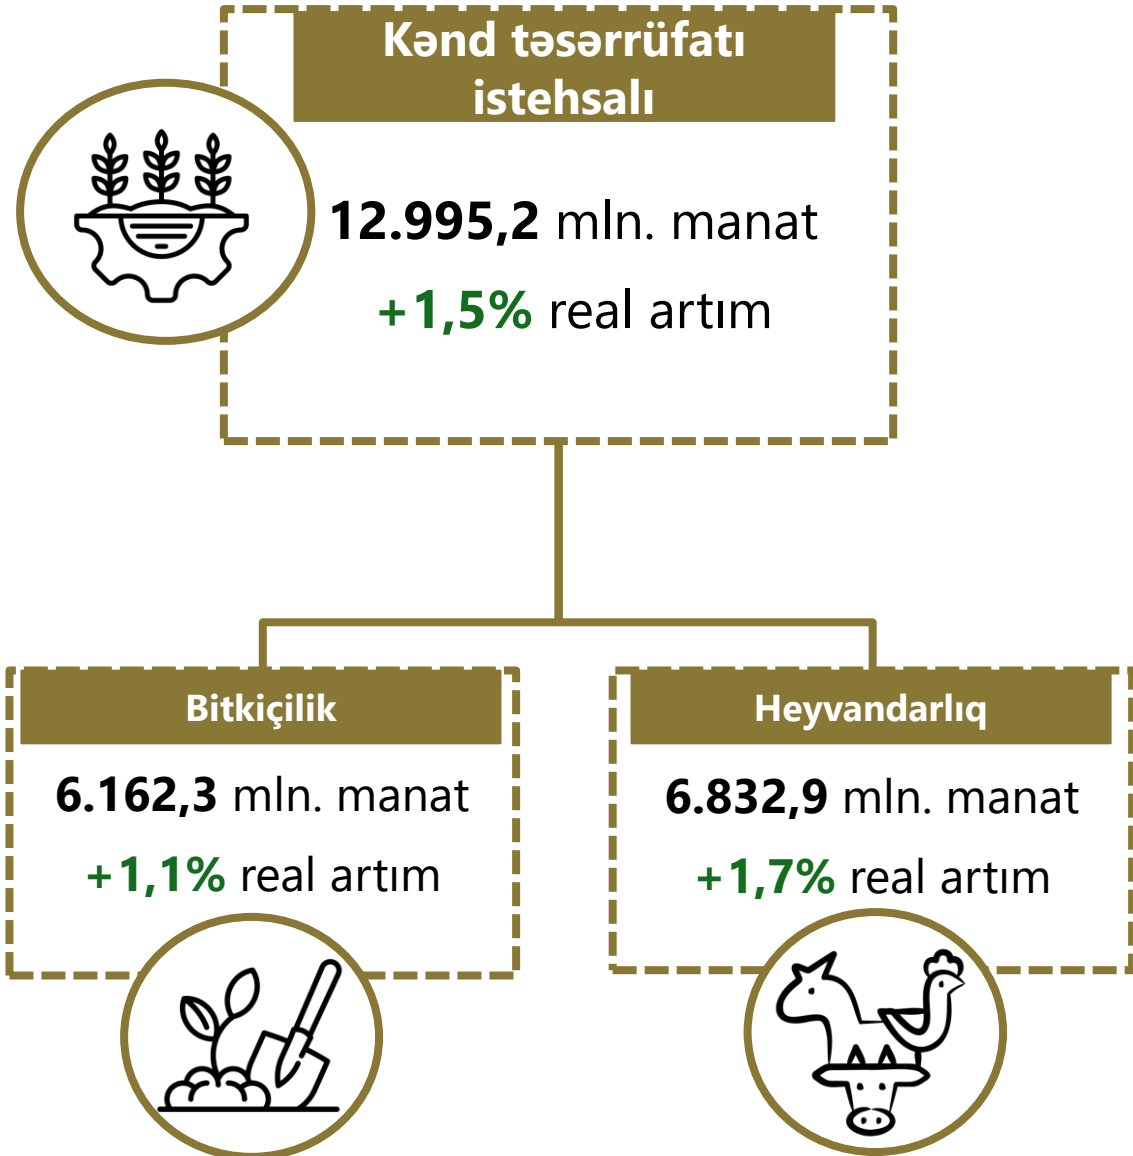 Kənd təsərrüfatı
istehsalı
12.995,2 mln. manat
+1,5% real artım
Bitkiçilik
6.162,3 mln. manat
+1,1% real artım
Heyvandarlıq
6.832,9 mln. manat
+1,7% real artım